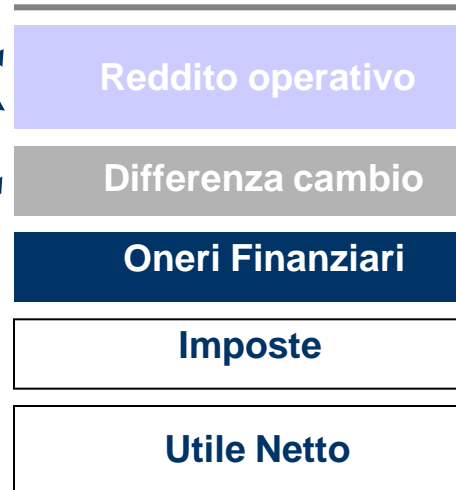 Reddito operativo
Differenza cambio
Oneri Finanziari
Imposte
Utile Netto